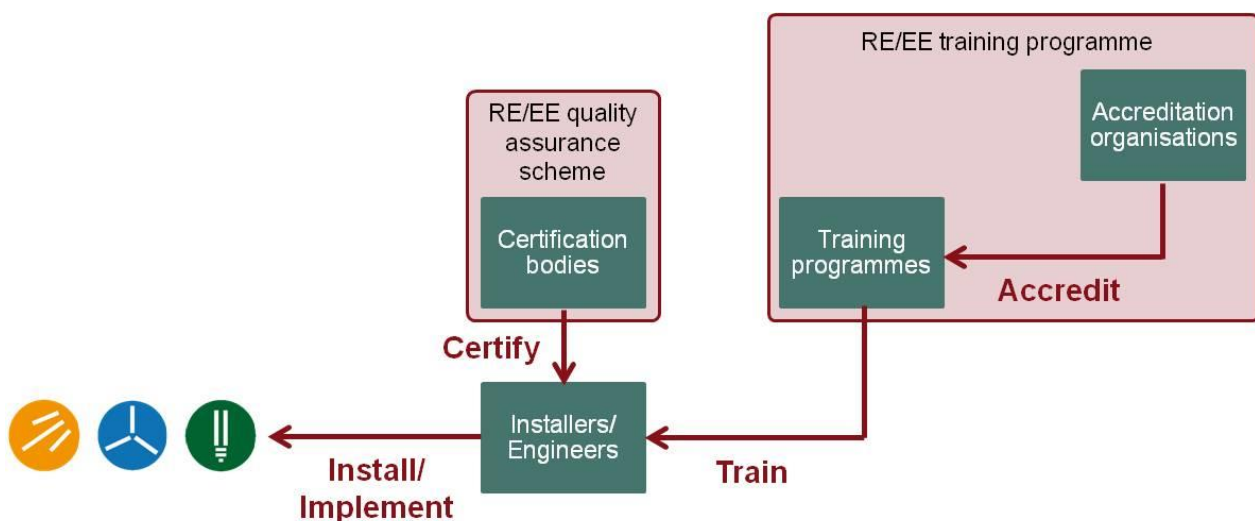 RE/EE training programme
Accreditation
organisations
RE/EE quality
assurance
scheme
Certification
bodies
Training
programmes
Accredit
Certify
Installers/
Engineers
Install/
Implement
Train